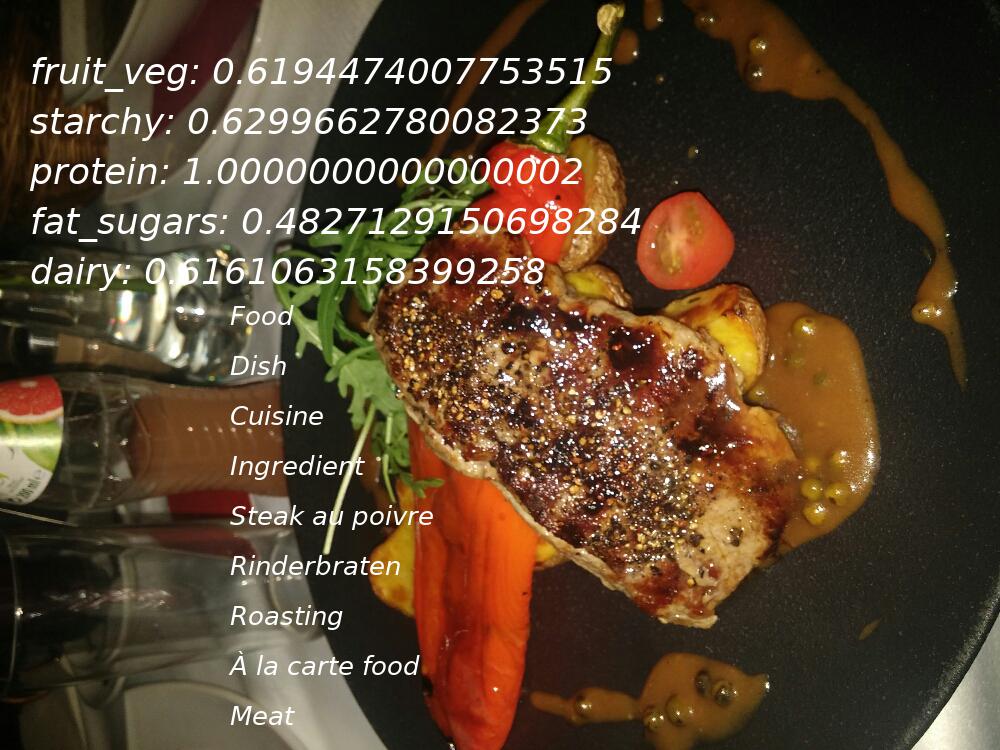 fruit_veg: 0.6194474007753515
starchy: 0.6299662780082373
protein: 1.0000000000000002
fat_sugars: 0.4827129150698284
dairy: 0.6161063158399258
Food
Dish
Cuisine
Ingredient
Steak au poivre
Rinderbraten
Roasting
À la carte food
Meat